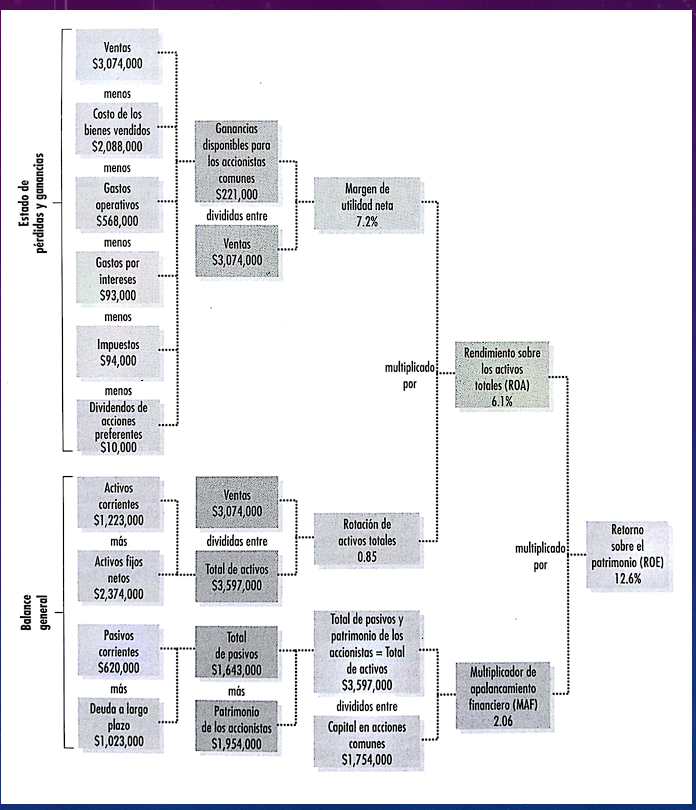 Estado de
pérdidas y ganancias
Ventas
$3,074,000
menos
Costo de los
bienes vendidos
$2,088,000
menos
Gastos
operativos
$568,000
menos
Gastos por
intereses
$93,000
menos
Impuestos
$94,000
menos
Dividendos de
acciones
preferentes
$10,000
Ganancias
disponibles para
los accionistas
comunes
$221,000
divididas entre
Ventas
$3,074,000
Margen de
utilidad neta
7.2%
multiplicado
por
Rendimiento sobre
los activos
totales (ROA)
6.1%
Balance
general
Activos
corrientes
$1,223,000
más
Activos fijos
netos
$2,374,000
Ventas
$3,074,000
divididas entre
Total de activos
$3,597,000
Rotación de
activos totales
0.85
multiplicado
por
Retorno
sobre el
patrimonio (ROE)
12.6%
Pasivos
corrientes
$620,000
más
Deuda a largo
plazo
$1,023,000
Total
de pasivos
$1,643,000
más
Patrimonio
de los accionistas
$1,954,000
Total de pasivos y
patrimonio de los
accionistas = Total
de activos
$3,597,000
divididos entre
Capital en acciones
comunes
$1,754,000
Multiplicador de
apalancamiento
financiero (MAF)
2.06